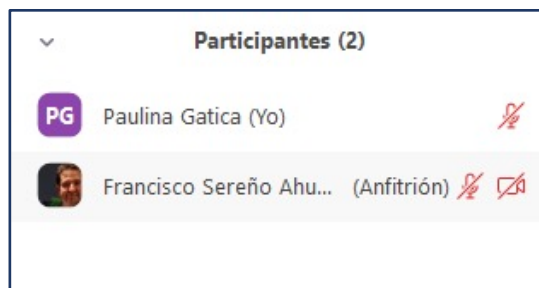 Participantes (2)
PG Paulina Gatica (Yo)
Francisco Sereño Ahu... (Anfitrión)